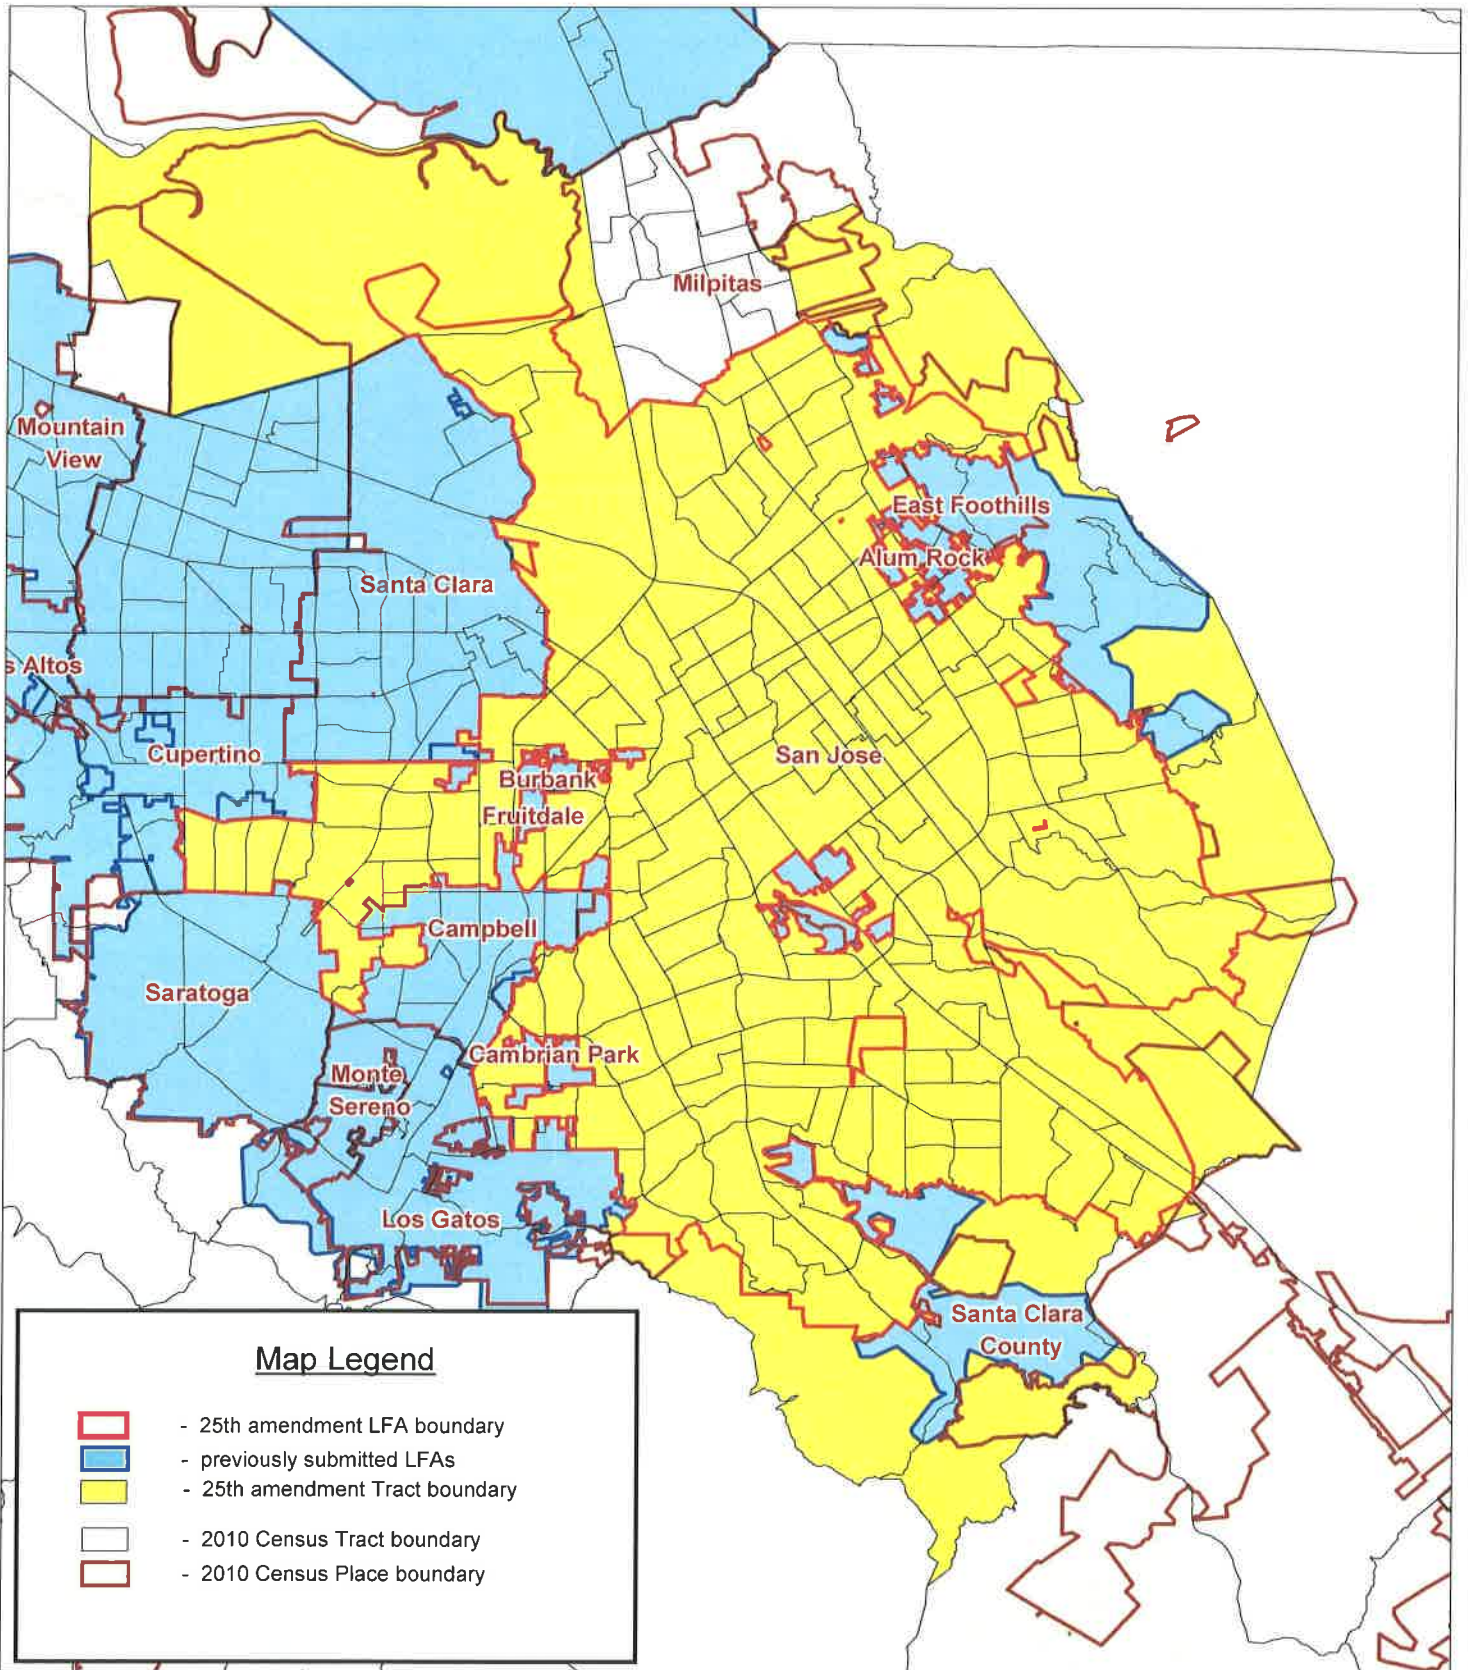 Milpitas
Mountain
View
East Foothills
Alum Rock
Santa Clara
s Altos
Cupertino
San Jose
Burbank
Fruitdale
Campbell
Saratoga
Cambrian Park
Monte
Sereno
Los Gatos
Santa Clara
County
Map Legend
- 25th amendment LFA boundary
- previously submitted LFAs
- 25th amendment Tract boundary
- 2010 Census Tract boundary
- 2010 Census Place boundary